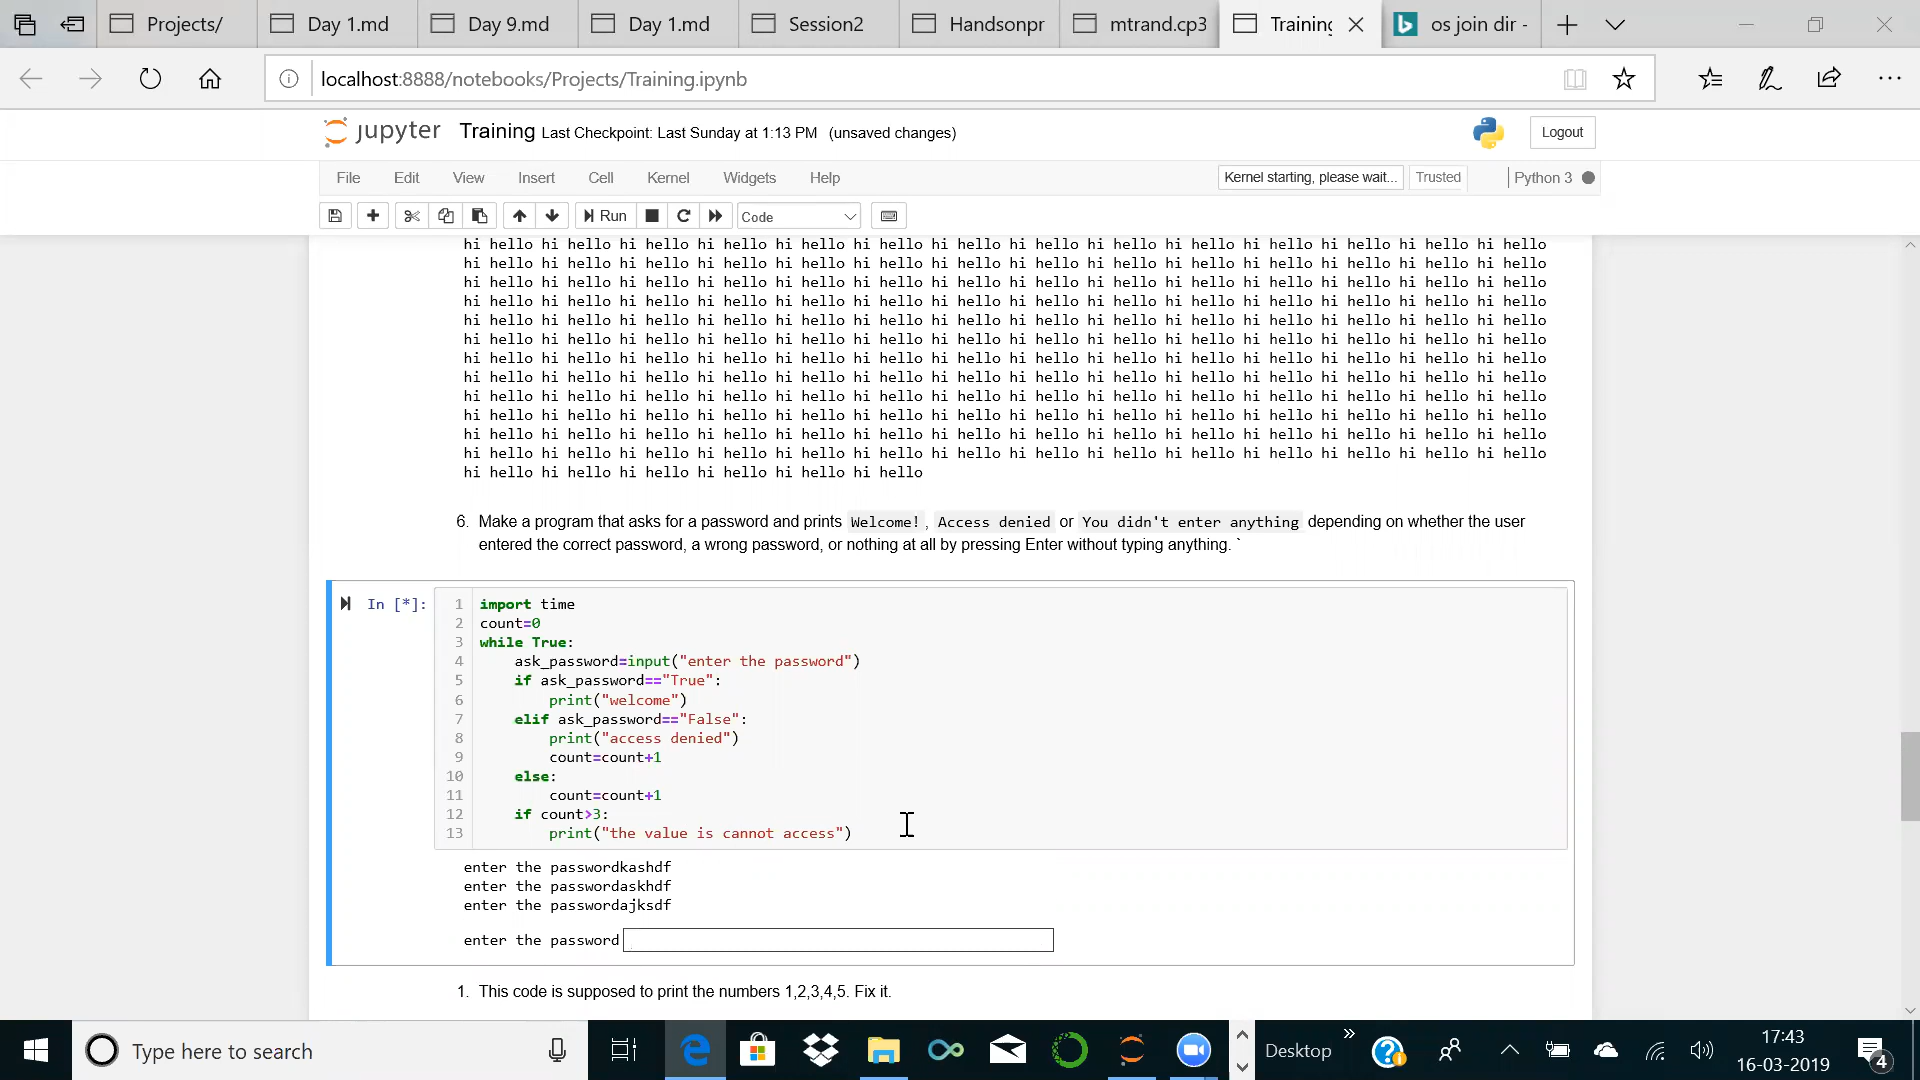 Projects/
Day 1.md
Day 9.md
Day 1.md
Session2
Handsonpr
mtrand.cp3
Training
os join dir -
localhost:8888/notebooks/Projects/Training.ipynb
jupyter Training Last Checkpoint: Last Sunday at 1:13 PM (unsaved changes)
Logout
File Edit View Insert Cell Kernel Widgets Help
Kernel starting, please wait... Trusted Python 3
Run Code
hi hello hi hello hi hello hi hello hi hello hi hello hi hello hi hello hi hello hi hello hi hello hi hello hi hello hi hello
hi hello hi hello hi hello hi hello hi hello hi hello hi hello hi hello hi hello hi hello hi hello hi hello hi hello hi hello
hi hello hi hello hi hello hi hello hi hello hi hello hi hello hi hello hi hello hi hello hi hello hi hello hi hello hi hello
hi hello hi hello hi hello hi hello hi hello hi hello hi hello hi hello hi hello hi hello hi hello hi hello hi hello hi hello
hi hello hi hello hi hello hi hello hi hello hi hello hi hello hi hello hi hello hi hello hi hello hi hello hi hello hi hello
hi hello hi hello hi hello hi hello hi hello hi hello hi hello hi hello hi hello hi hello hi hello hi hello hi hello hi hello
hi hello hi hello hi hello hi hello hi hello hi hello hi hello hi hello hi hello hi hello hi hello hi hello hi hello hi hello
hi hello hi hello hi hello hi hello hi hello hi hello hi hello hi hello hi hello hi hello hi hello hi hello hi hello hi hello
hi hello hi hello hi hello hi hello hi hello hi hello hi hello hi hello hi hello hi hello hi hello hi hello hi hello hi hello
hi hello hi hello hi hello hi hello hi hello hi hello hi hello hi hello hi hello hi hello hi hello hi hello hi hello hi hello
hi hello hi hello hi hello hi hello hi hello hi hello hi hello hi hello hi hello hi hello hi hello hi hello hi hello hi hello
hi hello hi hello hi hello hi hello hi hello hi hello hi hello hi hello hi hello hi hello hi hello hi hello hi hello hi hello
hi hello hi hello hi hello hi hello hi hello hi hello
6. Make a program that asks for a password and prints Welcome! , Access denied or You didn't enter anything depending on whether the user
entered the correct password, a wrong password, or nothing at all by pressing Enter without typing anything. `
In [*]:
1 import time
2 count=0
3 while True:
4 ask_password=input("enter the password")
5 if ask_password=="True":
6 print("welcome")
7 elif ask_password=="False":
8 print("access denied")
9 count=count+1
10 else:
11 count=count+1
12 if count>3:
13 print("the value is cannot access")
enter the passwordkashdf
enter the passwordaskhdf
enter the passwordajksdf
enter the password
1. This code is supposed to print the numbers 1,2,3,4,5. Fix it.
Type here to search
Desktop
17:43
16-03-2019
4